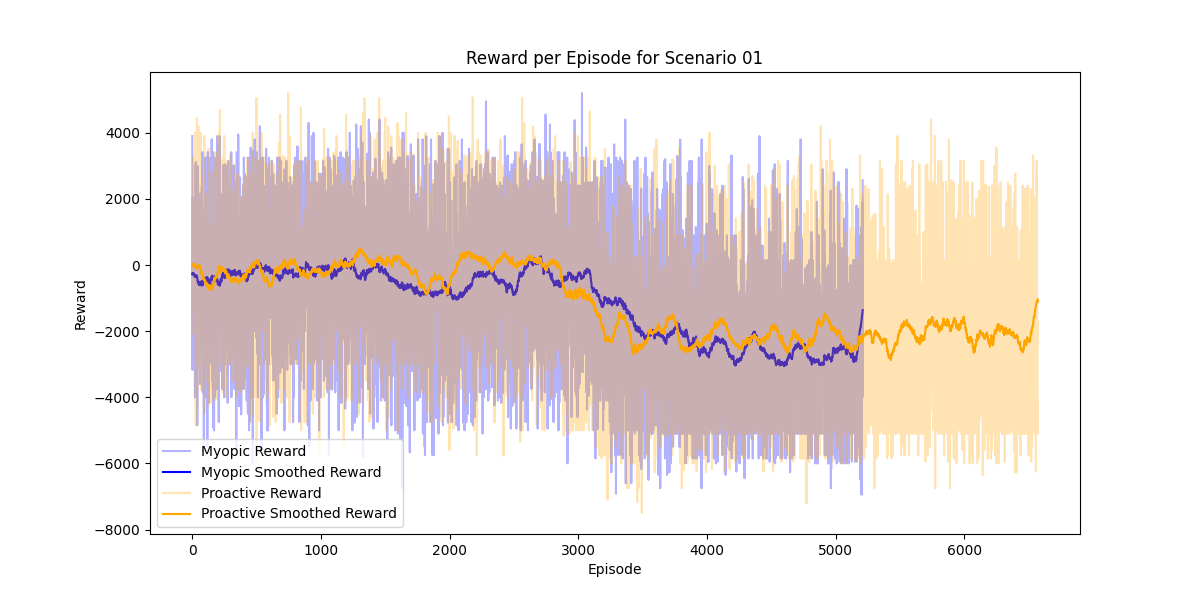 Reward per Episode for Scenario 01
Reward
4000
2000
0
−2000
−4000
−6000
−8000
Myopic Reward
Myopic Smoothed Reward
Proactive Reward
Proactive Smoothed Reward
0 1000 2000 3000 4000 5000 6000
Episode